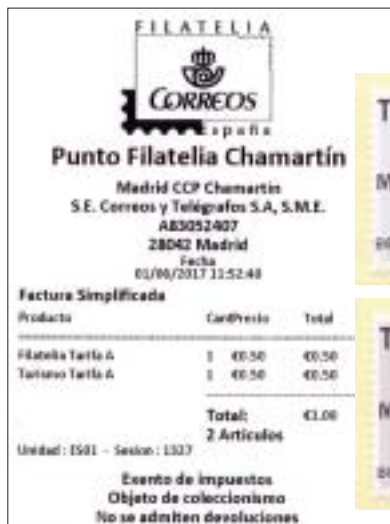 FILATELIA
CORREOS
España
Punto Filatelia Chamartín
Madrid CCP Chamartin
S.E. Correos y Telégrafos S.A, S.M.E.
A83052407
28042 Madrid
Fecha
01/06/2017 11:52:40
Factura Simplificada
Producto Cant Precio Total
Filatelia Tarifa A 1 €0.50 €0.50
Turismo Tarifa A 1 €0.50 €0.50
Total: €1.00
2 Articulos
Unidad : ES01 - Sesion : 1327
Exento de impuestos
Objeto de coleccionismo
No se admiten devoluciones
T
M
T
M